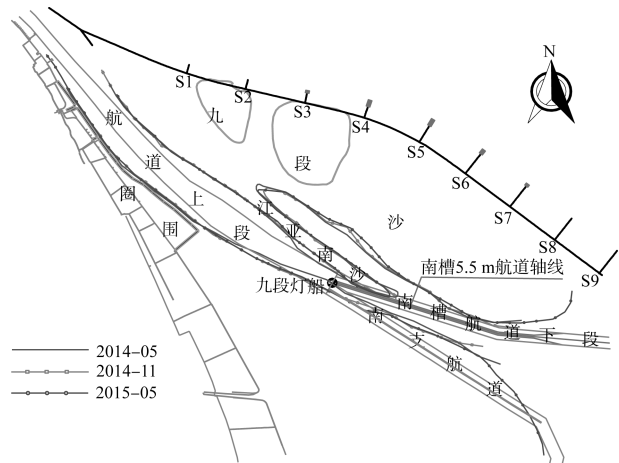 N
S1
S2
S3
S4
S5
S6
S7
S8
S9
九段沙
航道上段
圈围
江亚南沙
南槽5.5 m航道轴线
九段灯船
南槽航道下段
南支航道
2014-05
2014-11
2015-05